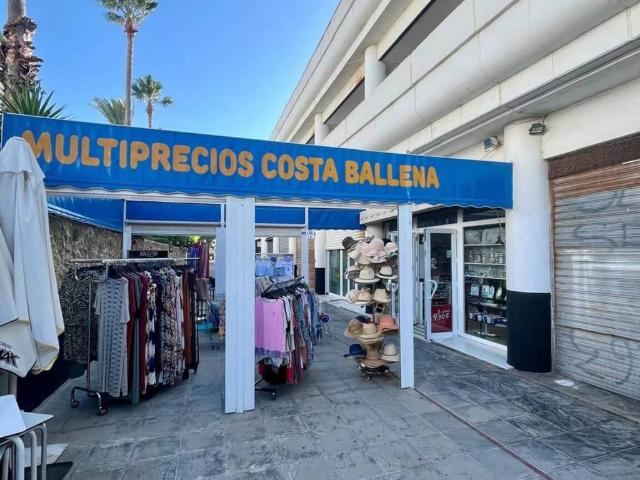 MULTIPRECIOS COSTA BALLENA
9,90€